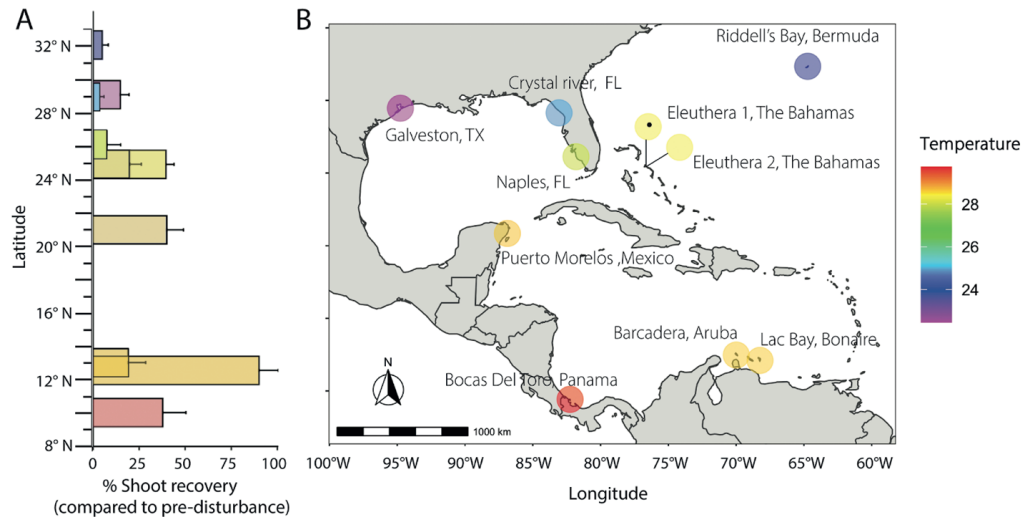 A
B
32° N
28° N
24° N
20° N
16° N
12° N
8° N
Latitude
0
25
50
75
100
% Shoot recovery
(compared to pre-disturbance)
Riddell's Bay, Bermuda
Crystal river, FL
Eleuthera 1, The Bahamas
Galveston, TX
Eleuthera 2, The Bahamas
Naples, FL
Puerto Morelos ,Mexico
Barcadera, Aruba
Lac Bay, Bonaire
Bocas Del Toro, Panama
N
1000 km
100°W
95°W
90°W
85°W
80°W
75°W
70°W
65°W
60°W
Longitude
Temperature
28
26
24